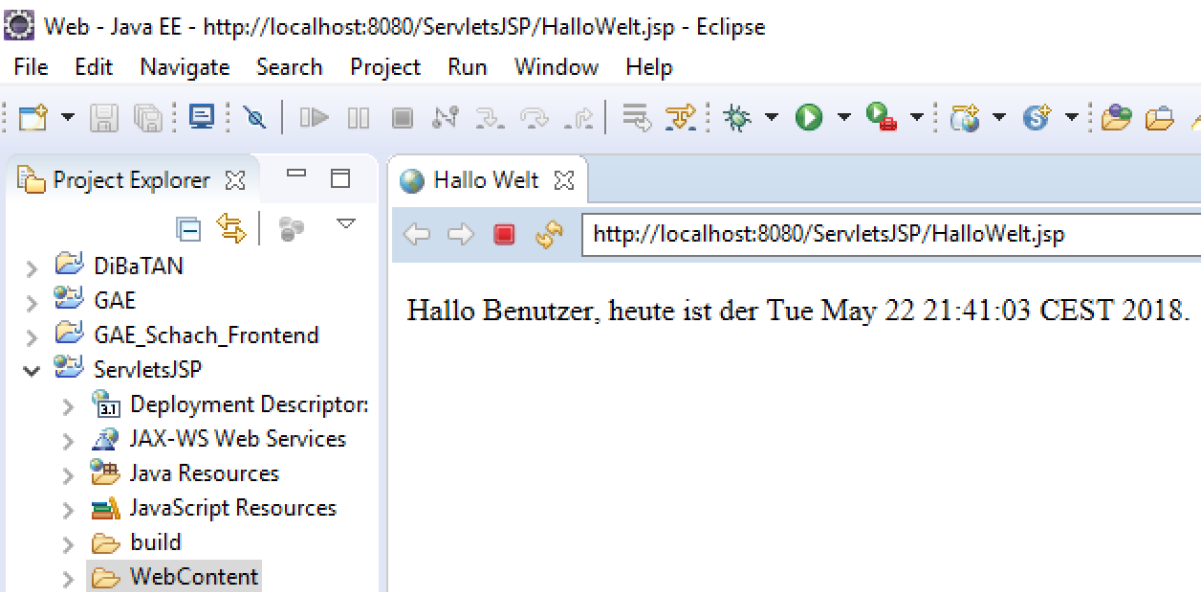 Web - Java EE - http://localhost:8080/ServletsJSP/HalloWelt.jsp - Eclipse
File Edit Navigate Search Project Run Window Help
Project Explorer
Hallo Welt
http://localhost:8080/ServletsJSP/HalloWelt.jsp
DiBaTAN
GAE
GAE_Schach_Frontend
ServletsJSP
3.1 Deployment Descriptor:
JAX-WS Web Services
Java Resources
JavaScript Resources
build
WebContent
Hallo Benutzer, heute ist der Tue May 22 21:41:03 CEST 2018.